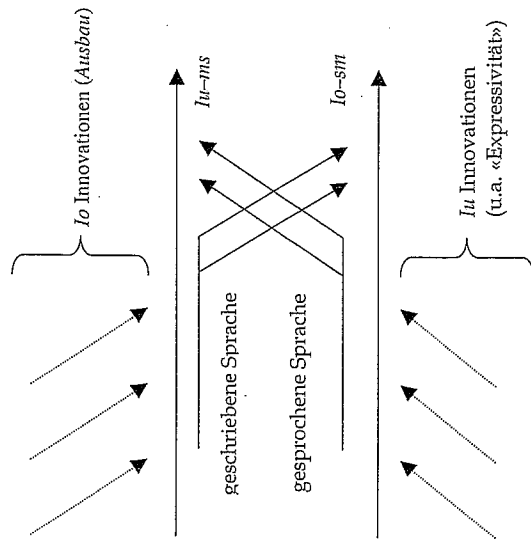 Io Innovationen (Ausbau)
Iu–ms
geschriebene Sprache
gesprochene Sprache
Io–sm
Iu Innovationen
(u.a. «Expressivität»)